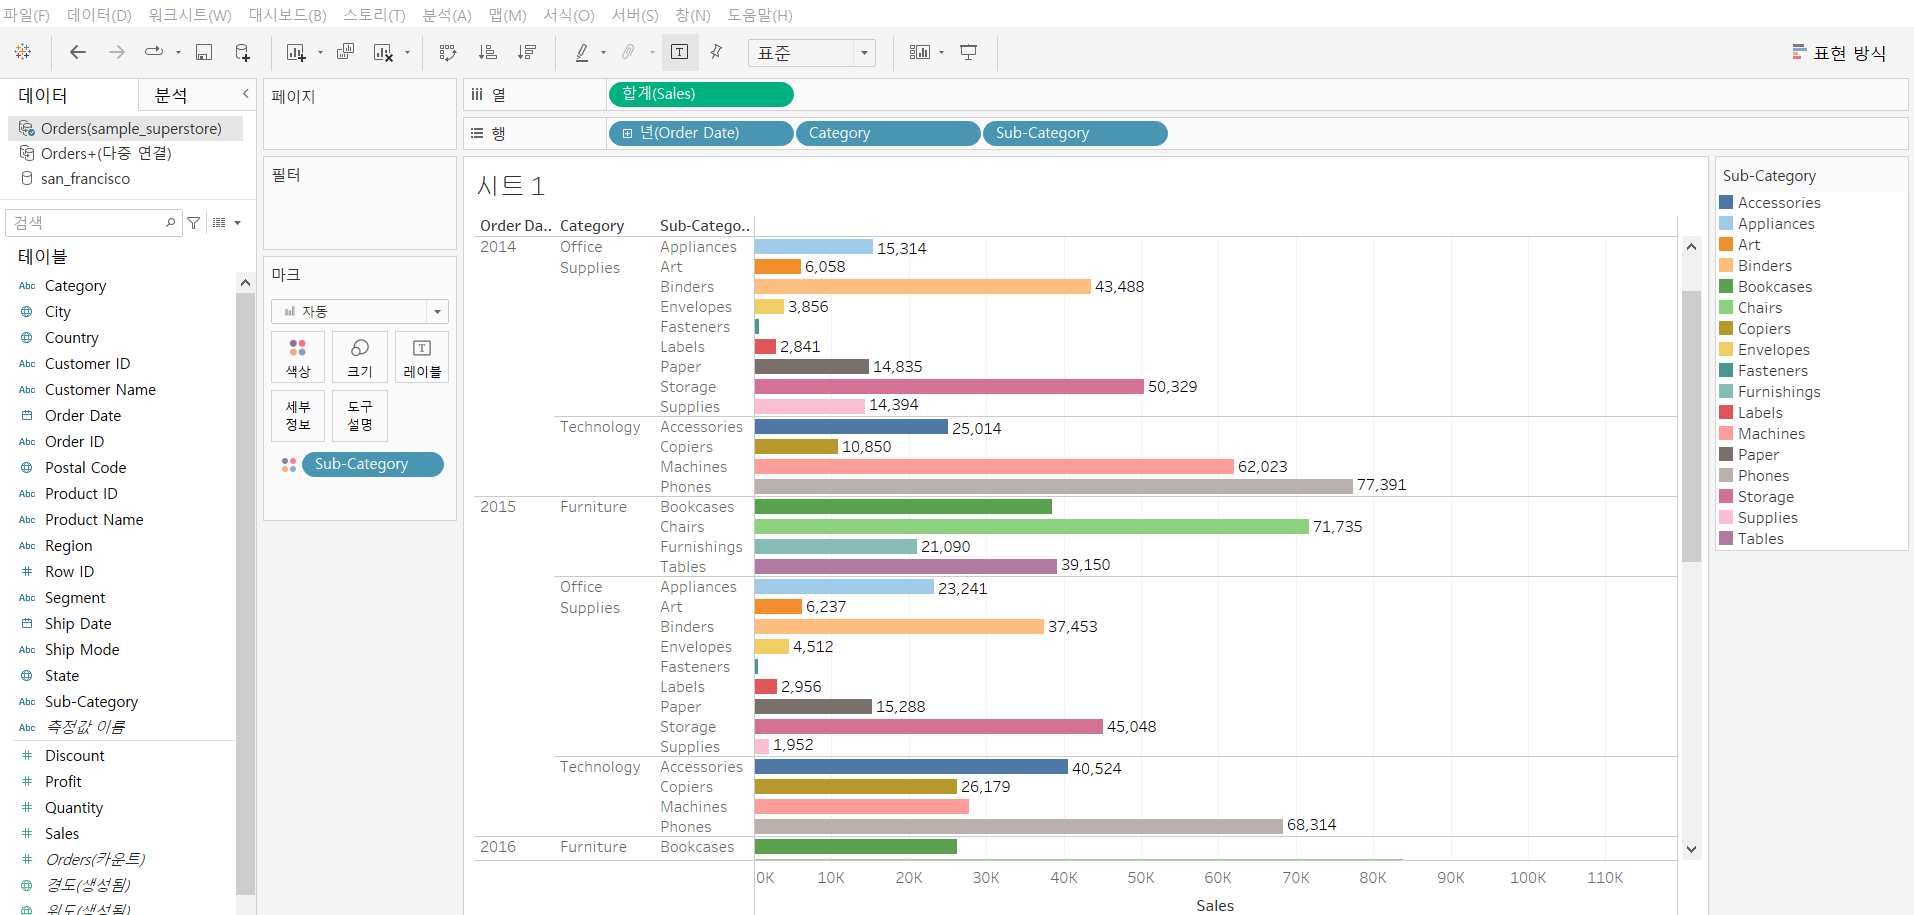 파일(F) 데이터(D) 워크시트(W) 대시보드(B) 스토리(T) 분석(A) 맵(M) 서식(O) 서버(S) 창(N) 도움말(H)
표준
표현 방식
데이터 분석
Orders(sample_superstore)
Orders+(다중 연결)
san_francisco
검색
테이블
Abc Category
City
Country
Abc Customer ID
Abc Customer Name
Order Date
Abc Order ID
Postal Code
Abc Product ID
Abc Product Name
Abc Region
# Row ID
Abc Segment
Ship Date
Abc Ship Mode
State
Abc Sub-Category
Abc 측정값 이름
# Discount
# Profit
# Quantity
# Sales
# Orders(카운트)
경도(생성됨)
위도(생성됨)
페이지
필터
마크
자동
색상 크기 레이블
세부 정보
도구 설명
Sub-Category
열 합계(Sales)
행 년(Order Date) Category Sub-Category
시트 1
Order Da.. Category Sub-Catego..
2014 Office Supplies
Appliances 15,314
Art 6,058
Binders 43,488
Envelopes 3,856
Fasteners
Labels 2,841
Paper 14,835
Storage 50,329
Supplies 14,394
Technology Accessories 25,014
Copiers 10,850
Machines 62,023
Phones 77,391
2015 Furniture Bookcases
Chairs 71,735
Furnishings 21,090
Tables 39,150
Office Supplies
Appliances 23,241
Art 6,237
Binders 37,453
Envelopes 4,512
Fasteners
Labels 2,956
Paper 15,288
Storage 45,048
Supplies 1,952
Technology Accessories 40,524
Copiers 26,179
Machines
Phones 68,314
2016 Furniture Bookcases
0K 10K 20K 30K 40K 50K 60K 70K 80K 90K 100K 110K
Sales
Sub-Category
Accessories
Appliances
Art
Binders
Bookcases
Chairs
Copiers
Envelopes
Fasteners
Furnishings
Labels
Machines
Paper
Phones
Storage
Supplies
Tables